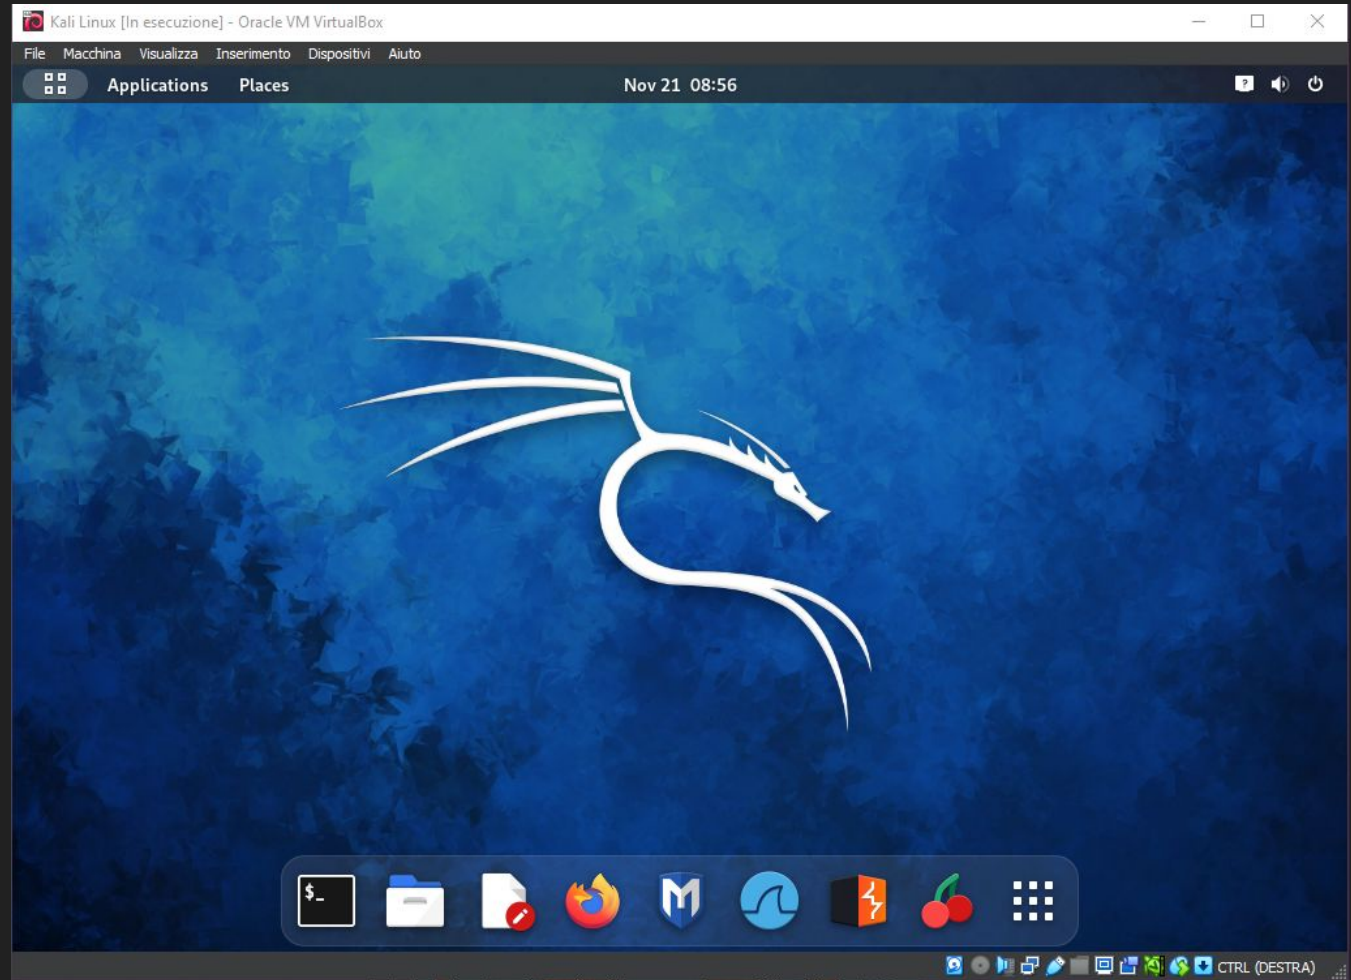 Kali Linux [In esecuzione] - Oracle VM VirtualBox
File Macchina Visualizza Inserimento Dispositivi Aiuto
Applications Places Nov 21 08:56
?
$_
M
CTRL (DESTRA)